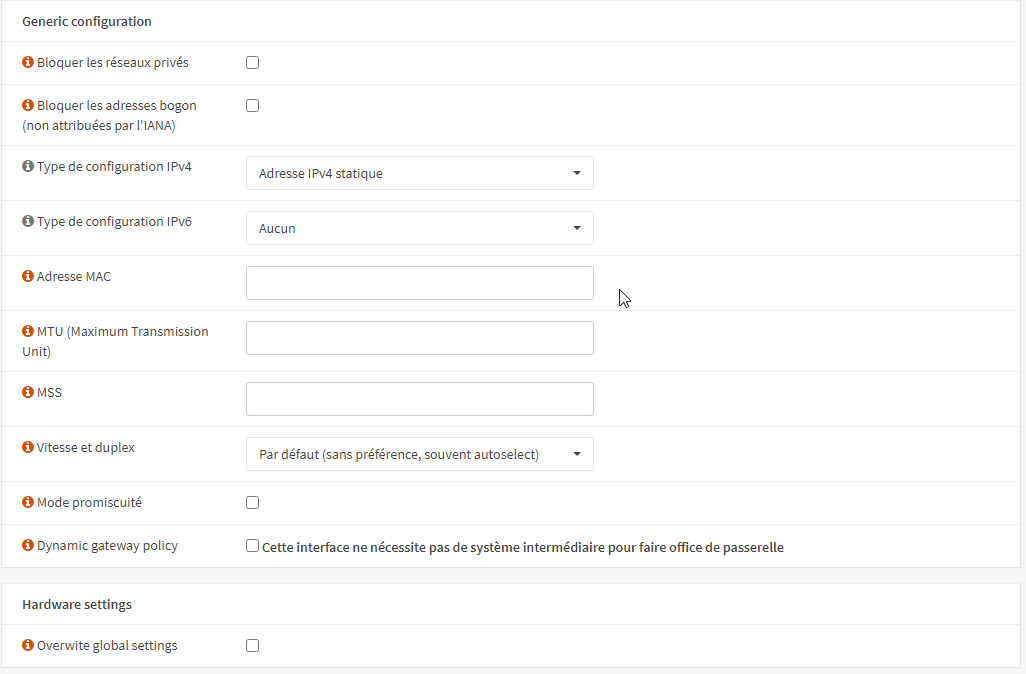 Generic configuration
Bloquer les réseaux privés
Bloquer les adresses bogon
(non attribuées par l'IANA)
Type de configuration IPv4
Adresse IPv4 statique
Type de configuration IPv6
Aucun
Adresse MAC
MTU (Maximum Transmission
Unit)
MSS
Vitesse et duplex
Par défaut (sans préférence, souvent autoselect)
Mode promiscuité
Dynamic gateway policy
Cette interface ne nécessite pas de système intermédiaire pour faire office de passerelle
Hardware settings
Overwite global settings